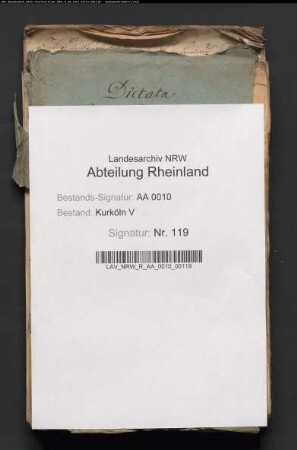 Dictata
Landesarchiv NRW
Abteilung Rheinland
Bestands-Signatur: AA 0010
Bestand: Kurköln V
Signatur: Nr. 119
LAV_NRW_R_AA_0010_00119